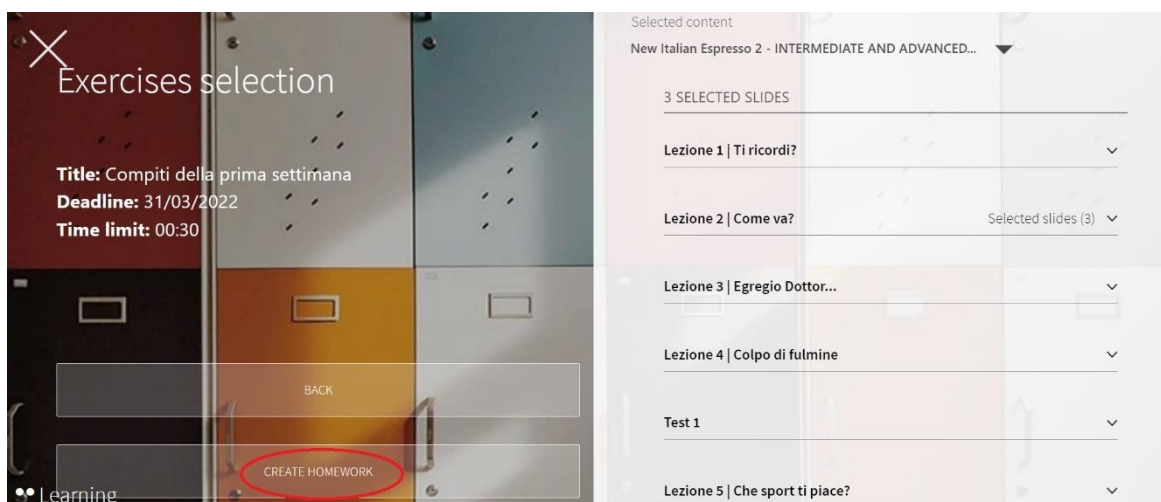 Exercises selection
Title: Compiti della prima settimana
Deadline: 31/03/2022
Time limit: 00:30
BACK
CREATE HOMEWORK
Learning
Selected content
New Italian Espresso 2 - INTERMEDIATE AND ADVANCED...
3 SELECTED SLIDES
Lezione 1 | Ti ricordi?
Lezione 2 | Come va? Selected slides (3)
Lezione 3 | Egregio Dottor...
Lezione 4 | Colpo di fulmine
Test 1
Lezione 5 | Che sport ti piace?